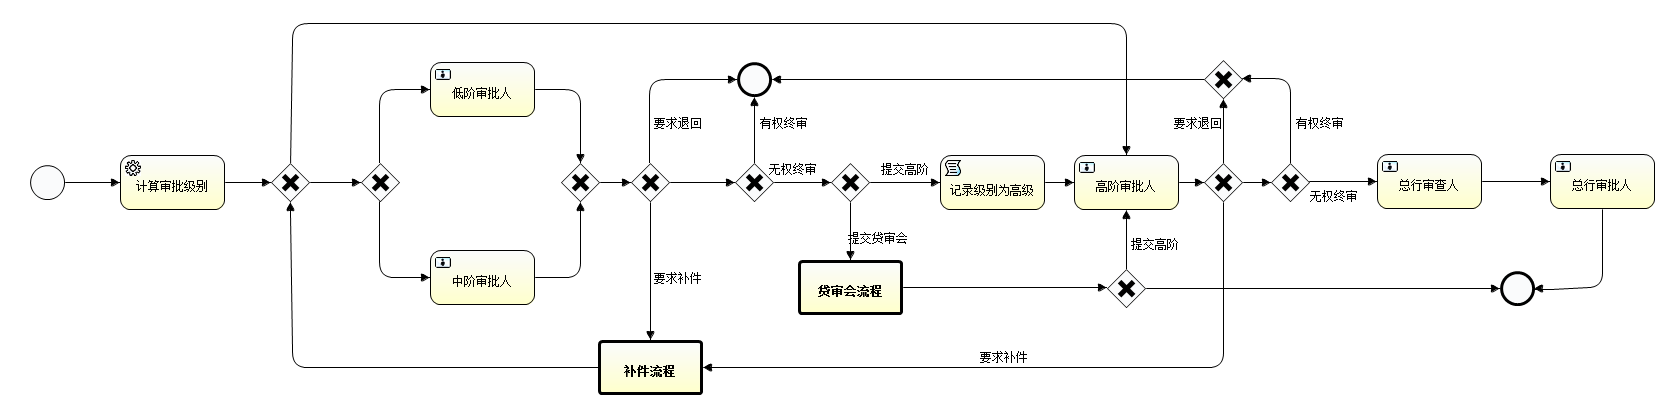 低阶审批人
要求退回
有权终审
要求退回
有权终审
计算审批级别
无权终审
提交高阶
记录级别为高级
高阶审批人
总行审查人
总行审批人
无权终审
提交贷审会
提交高阶
中阶审批人
要求补件
贷审会流程
要求补件
补件流程